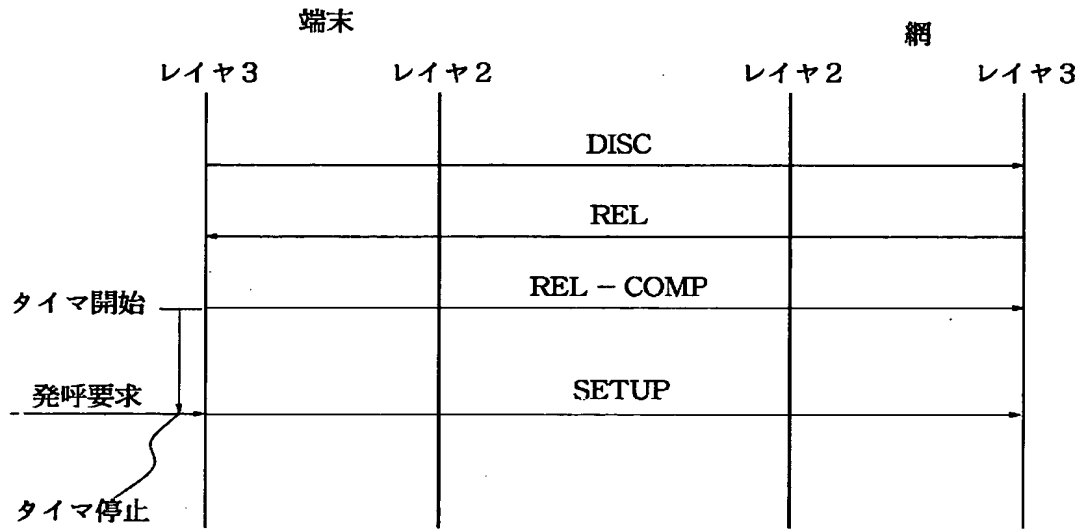 端末
網
レイヤ3
レイヤ2
レイヤ2
レイヤ3
DISC
REL
REL－COMP
タイマ開始
SETUP
発呼要求
タイマ停止